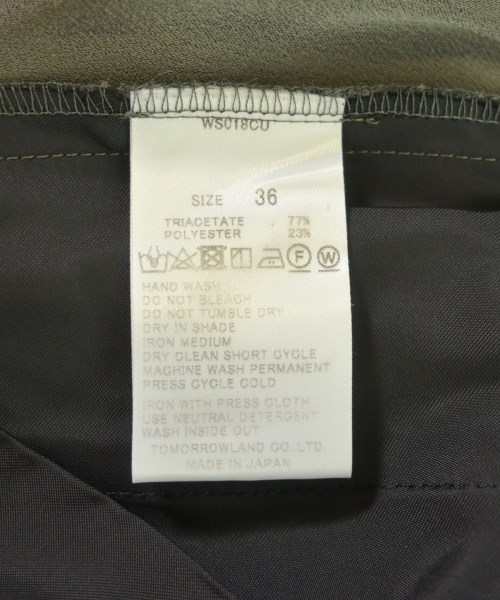 WS018CU
SIZE 36
TRIACETATE 77%
POLYESTER 23%
F W
HAND WASH
DO NOT BLEACH
DO NOT TUMBLE DRY
DRY IN SHADE
IRON MEDIUM
DRY CLEAN SHORT CYCLE
MACHINE WASH PERMANENT
PRESS CYCLE COLD
IRON WITH PRESS CLOTH
USE NEUTRAL DETERGENT
WASH INSIDE OUT
TOMORROWLAND CO.,LTD.
MADE IN JAPAN